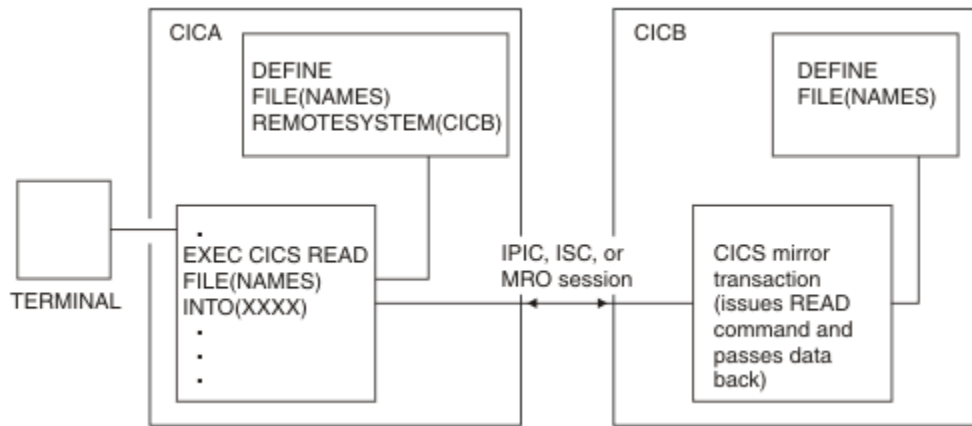 CICA
DEFINE
FILE(NAMES)
REMOTESYSTEM(CICB)
TERMINAL
.
EXEC CICS READ
FILE(NAMES)
INTO(XXXX)
.
.
.
IPIC, ISC, or
MRO session
CICB
DEFINE
FILE(NAMES)
CICS mirror
transaction
(issues READ
command and
passes data
back)